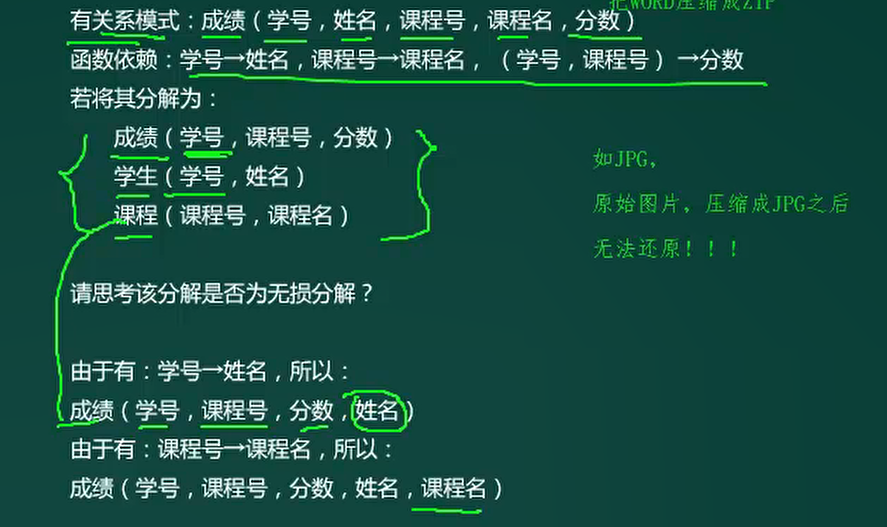 把WORD压缩成ZIP
有关系模式：成绩（学号，姓名，课程号，课程名，分数）
函数依赖：学号→姓名，课程号→课程名，（学号，课程号）→分数
若将其分解为：
成绩（学号，课程号，分数）
学生（学号，姓名）
课程（课程号，课程名）
如JPG，
原始图片，压缩成JPG之后
无法还原！！！
请思考该分解是否为无损分解？
由于有：学号→姓名，所以：
成绩（学号，课程号，分数，姓名）
由于有：课程号→课程名，所以：
成绩（学号，课程号，分数，姓名，课程名）